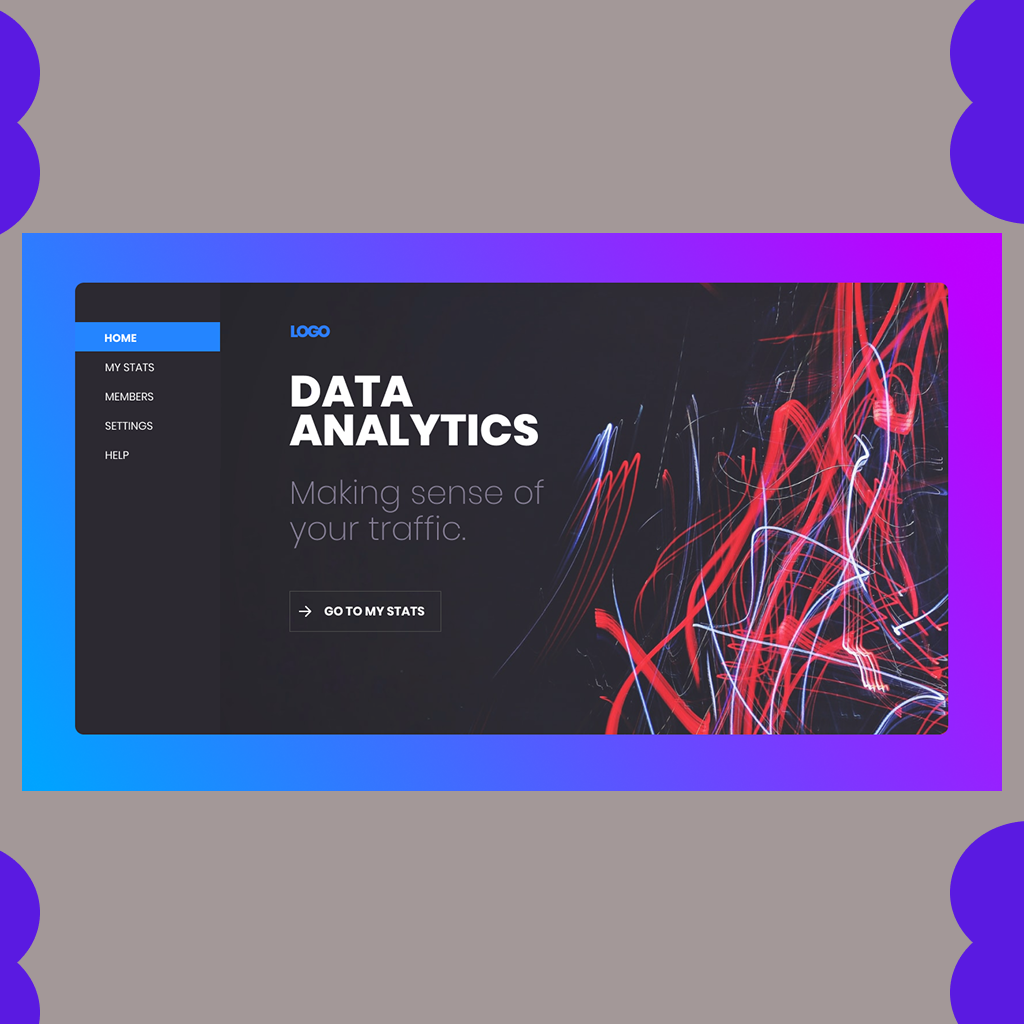 HOME
MY STATS
MEMBERS
SETTINGS
HELP
LOGO
DATA
ANALYTICS
Making sense of
your traffic.
GO TO MY STATS